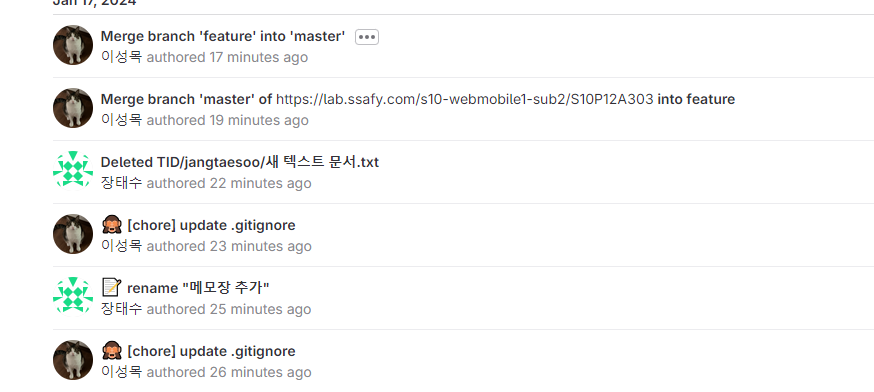 Jan 17, 2024
Merge branch 'feature' into 'master'
이성목 authored 17 minutes ago
Merge branch 'master' of https://lab.ssafy.com/s10-webmobile1-sub2/S10P12A303 into feature
이성목 authored 19 minutes ago
Deleted TID/jangtaesoo/새 텍스트 문서.txt
장태수 authored 22 minutes ago
🙈 [chore] update .gitignore
이성목 authored 23 minutes ago
📝 rename "메모장 추가"
장태수 authored 25 minutes ago
🙈 [chore] update .gitignore
이성목 authored 26 minutes ago